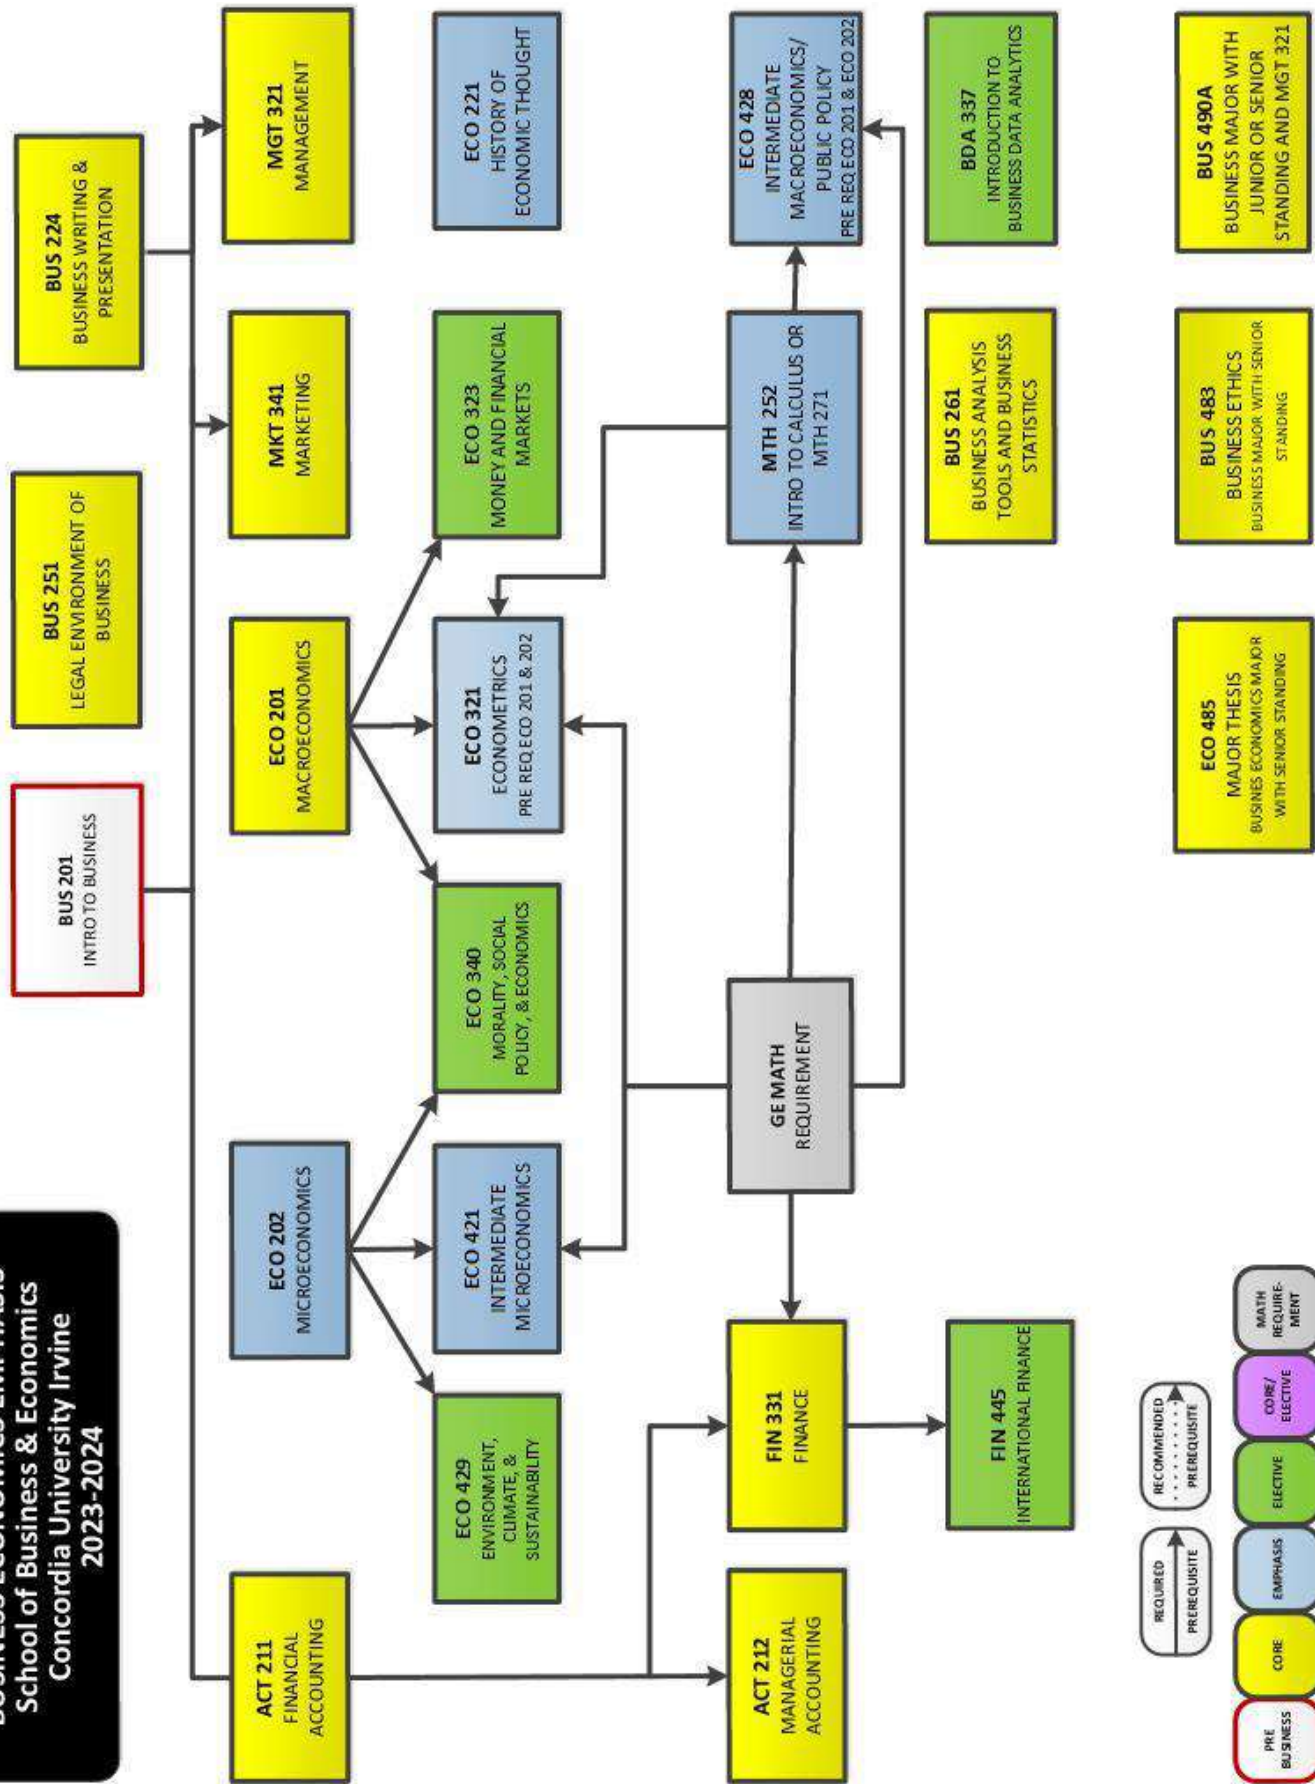 BUSINESS ECONOMICS EMPHASIS
School of Business & Economics
Concordia University Irvine
2023-2024
BUS 201
INTRO TO BUSINESS
BUS 251
LEGAL ENVIRONMENT OF
BUSINESS
BUS 224
BUSINESS WRITING &
PRESENTATION
ACT 211
FINANCIAL
ACCOUNTING
ECO 202
MICROECONOMICS
ECO 201
MACROECONOMICS
MKT 341
MARKETING
MGT 321
MANAGEMENT
ECO 429
ENVIRONMENT,
CLIMATE, &
SUSTAINABILITY
ECO 421
INTERMEDIATE
MICROECONOMICS
ECO 340
MORALITY, SOCIAL
POLICY, & ECONOMICS
ECO 321
ECONOMETRICS
PRE REQ ECO 201 & 202
ECO 323
MONEY AND FINANCIAL
MARKETS
ECO 221
HISTORY OF
ECONOMIC THOUGHT
ACT 212
MANAGERIAL
ACCOUNTING
FIN 331
FINANCE
GE MATH
REQUIREMENT
MTH 252
INTRO TO CALCULUS OR
MTH 271
ECO 428
INTERMEDIATE
MACROECONOMICS/
PUBLIC POLICY
PRE REQ ECO 201 & ECO 202
FIN 445
INTERNATIONAL FINANCE
BUS 261
BUSINESS ANALYSIS
TOOLS AND BUSINESS
STATISTICS
BDA 337
INTRODUCTION TO
BUSINESS DATA ANALYTICS
REQUIRED
PREREQUISITE
RECOMMENDED
PREREQUISITE
ECO 485
MAJOR THESIS
BUSINES ECONOMICS MAJOR
WITH SENIOR STANDING
BUS 483
BUSINESS ETHICS
BUSINESS MAJOR WITH SENIOR
STANDING
BUS 490A
BUSINESS MAJOR WITH
JUNIOR OR SENIOR
STANDING AND MGT 321
PRE
BUSINESS
CORE
EMPHASIS
ELECTIVE
CORE/
ELECTIVE
MATH
REQUIRE-
MENT